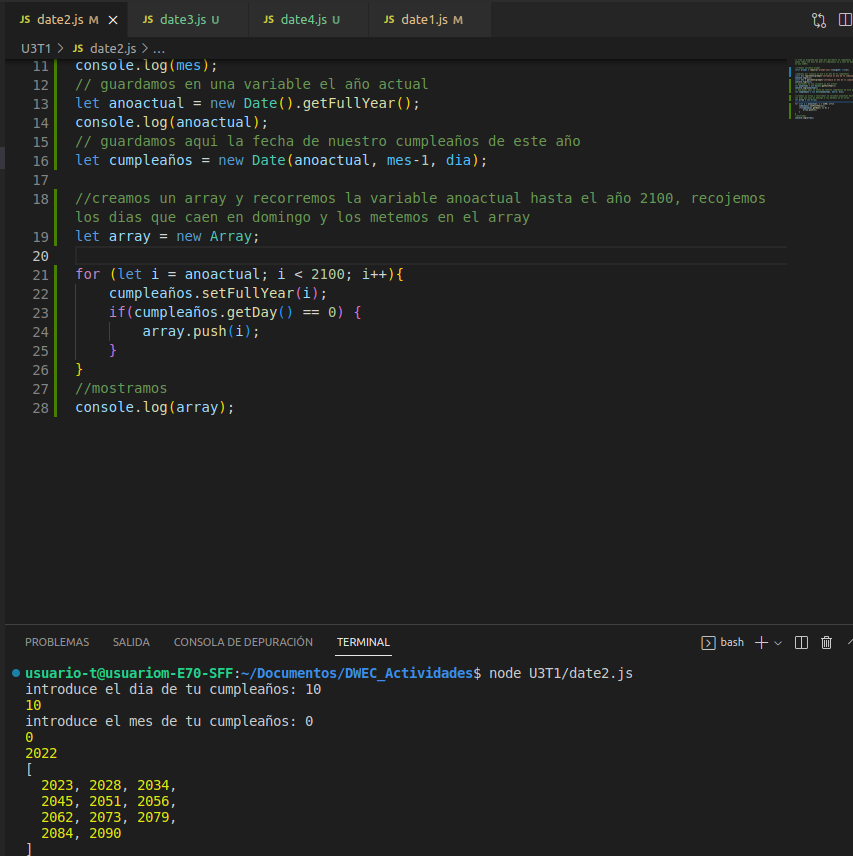 JS date2.js M ×
JS date3.js U
JS date4.js U
JS date1.js M
U3T1 > JS date2.js > ...
11 console.log(mes);
12 // guardamos en una variable el año actual
13 let anoactual = new Date().getFullYear();
14 console.log(anoactual);
15 // guardamos aqui la fecha de nuestro cumpleaños de este año
16 let cumpleaños = new Date(anoactual, mes-1, dia);
17
18 //creamos un array y recorremos la variable anoactual hasta el año 2100, recojemos
los dias que caen en domingo y los metemos en el array
19 let array = new Array;
20
21 for (let i = anoactual; i < 2100; i++){
22 cumpleaños.setFullYear(i);
23 if(cumpleaños.getDay() == 0) {
24 array.push(i);
25 }
26 }
27 //mostramos
28 console.log(array);
PROBLEMAS SALIDA CONSOLA DE DEPURACIÓN TERMINAL
bash
usuario-t@usuariom-E70-SFF:~/Documentos/DWEC_Actividades$ node U3T1/date2.js
introduce el dia de tu cumpleaños: 10
10
introduce el mes de tu cumpleaños: 0
0
2022
[
2023, 2028, 2034,
2045, 2051, 2056,
2062, 2073, 2079,
2084, 2090
]